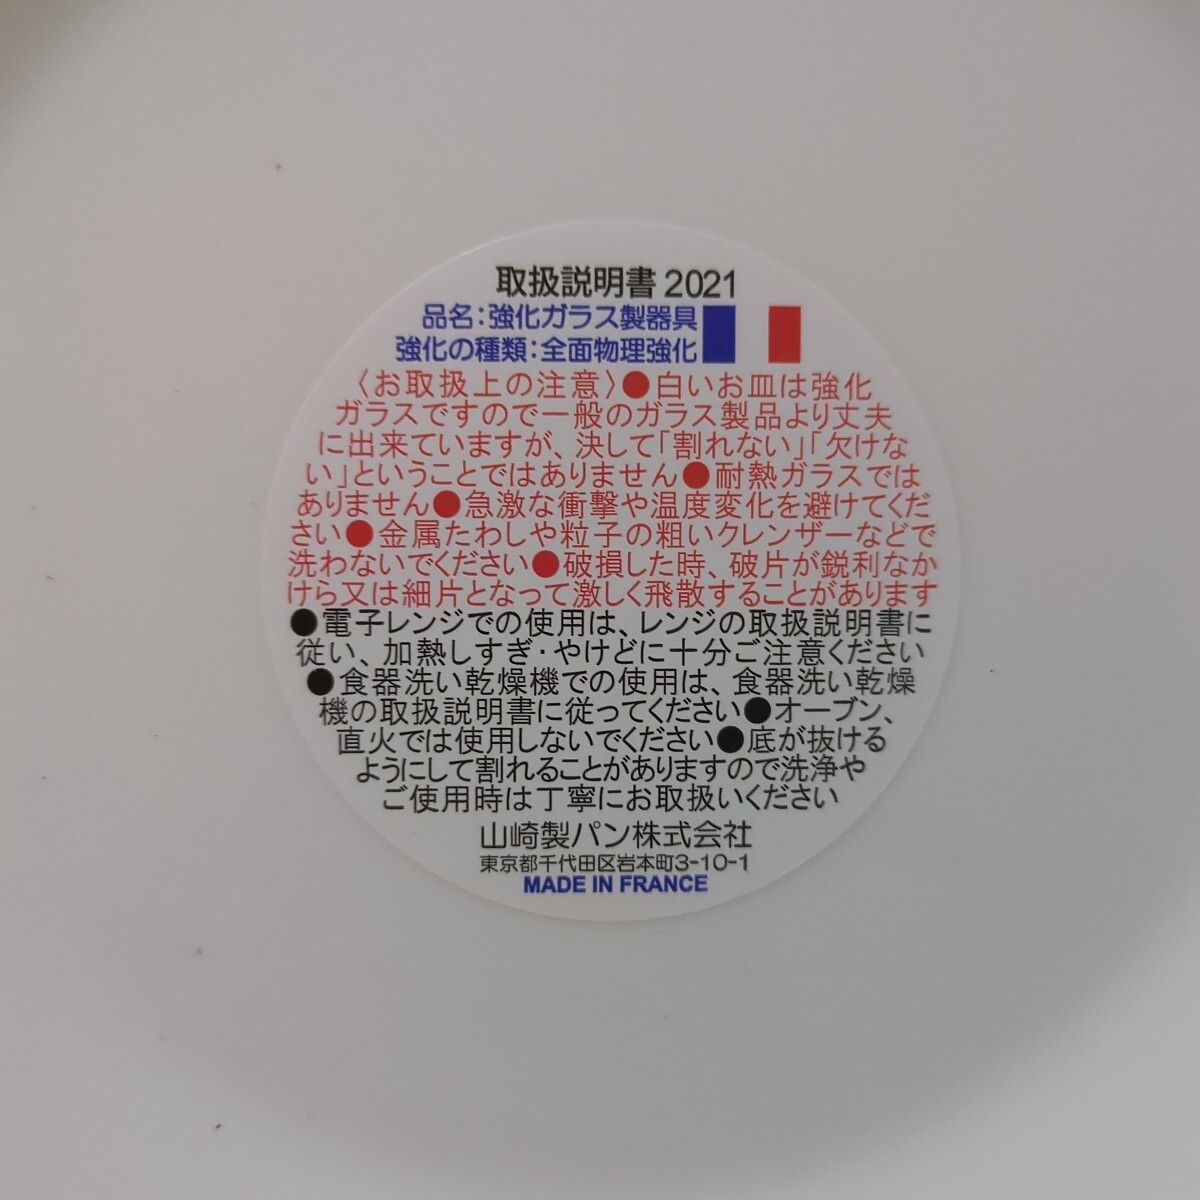 取扱説明書 2021
品名：強化ガラス製器具
強化の種類：全面物理強化
〈お取扱上の注意〉●白いお皿は強化
ガラスですので一般のガラス製品より丈夫
に出来ていますが、決して「割れない」「欠けな
い」ということではありません●耐熱ガラスでは
ありません●急激な衝撃や温度変化を避けてくだ
さい●金属たわしや粒子の粗いクレンザーなどで
洗わないでください●破損した時、破片が鋭利なか
けら又は細片となって激しく飛散することがあります
●電子レンジでの使用は、レンジの取扱説明書に
従い、加熱しすぎ・やけどに十分ご注意ください
●食器洗い乾燥機での使用は、食器洗い乾燥
機の取扱説明書に従ってください●オーブン、
直火では使用しないでください●底が抜ける
ようにして割れることがありますので洗浄や
ご使用時は丁寧にお取扱いください
山崎製パン株式会社
東京都千代田区岩本町3-10-1
MADE IN FRANCE